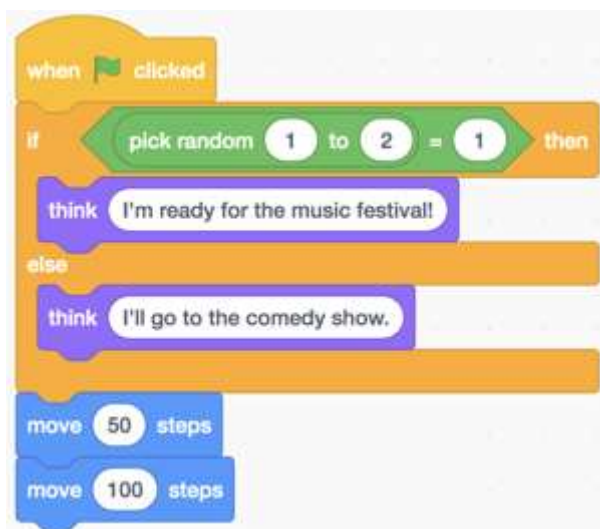 when clicked
if pick random 1 to 2 = 1 then
think I'm ready for the music festival!
else
think I'll go to the comedy show.
move 50 steps
move 100 steps